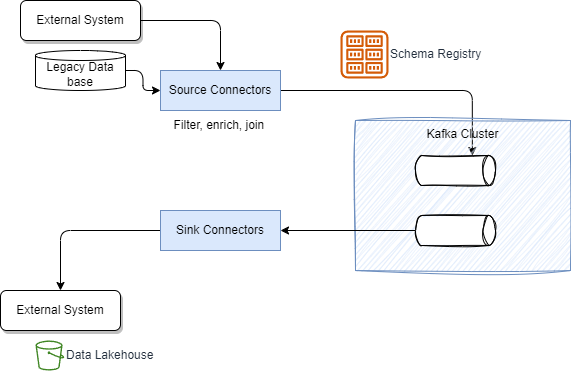 External System
Legacy Data
base
Source Connectors
Schema Registry
Filter, enrich, join
Kafka Cluster
Sink Connectors
External System
Data Lakehouse